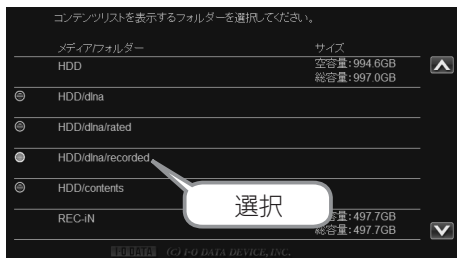 コンテンツリストを表示するフォルダーを選択してください。
メディア/フォルダー サイズ
HDD 空容量:994.6GB
総容量:997.0GB
HDD/dlna
HDD/dlna/rated
HDD/dlna/recorded
HDD/contents
選択
REC-iN 容量:497.7GB
総容量:497.7GB
I-O DATA (C) I-O DATA DEVICE, INC.